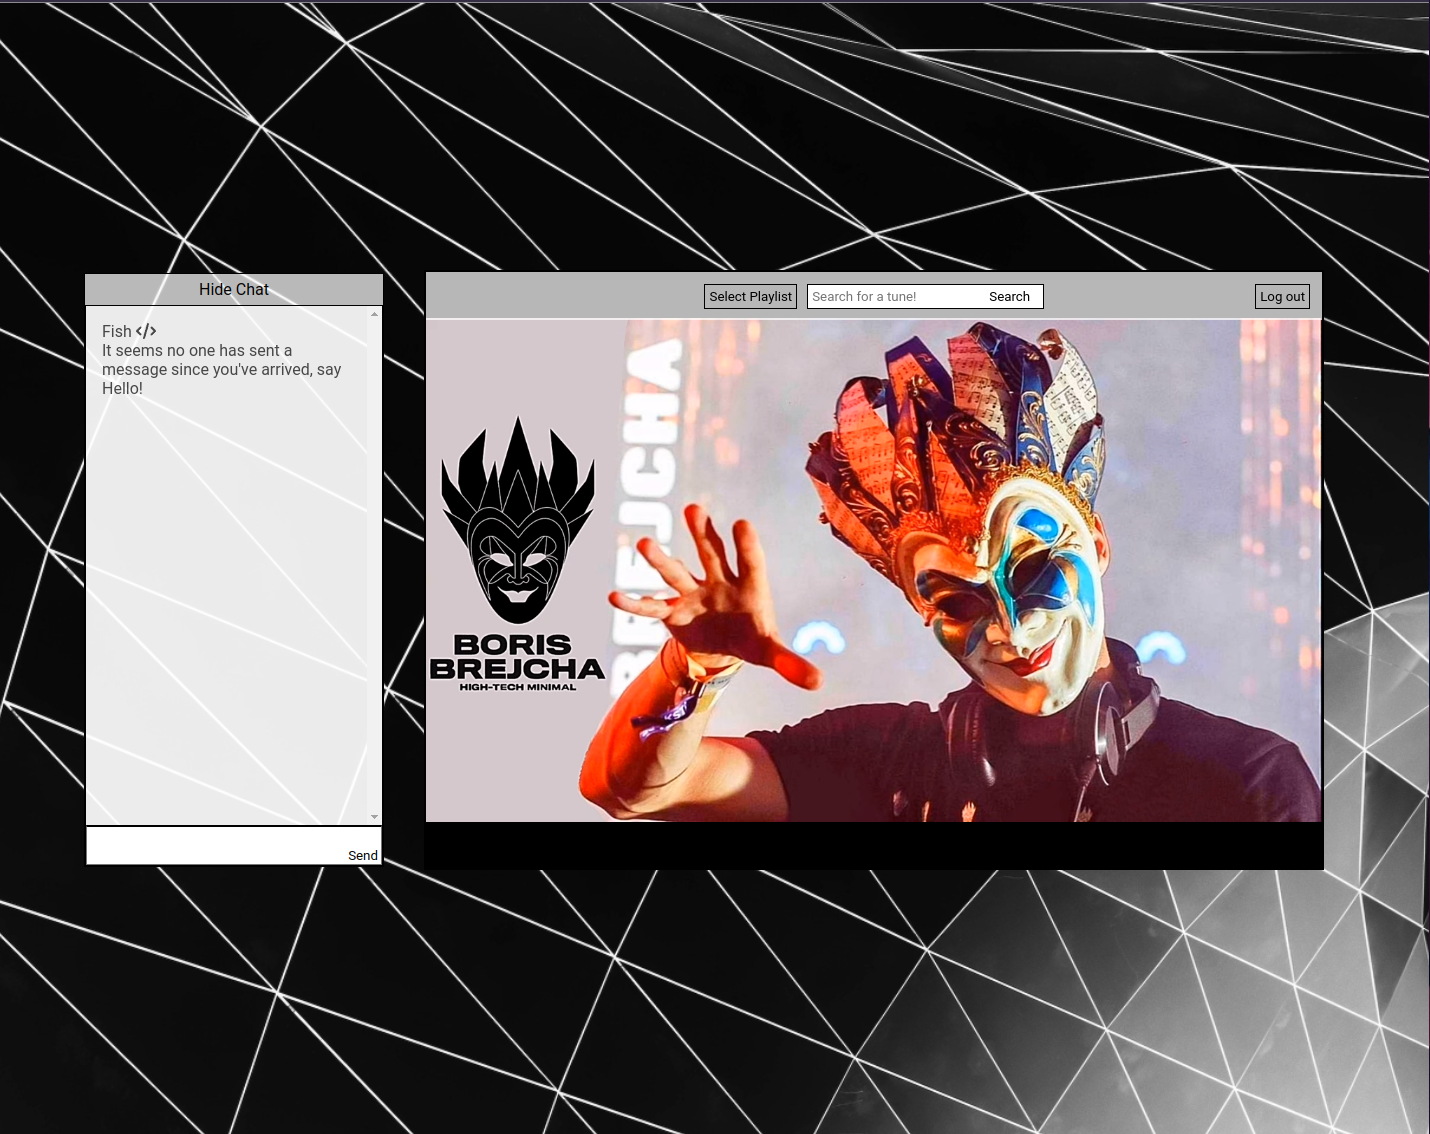 Hide Chat
Fish </>
It seems no one has sent a
message since you've arrived, say
Hello!
Send
Select Playlist
Search for a tune!
Search
Log out
BREJCHA
BORIS
BREJCHA
HIGH-TECH MINIMAL